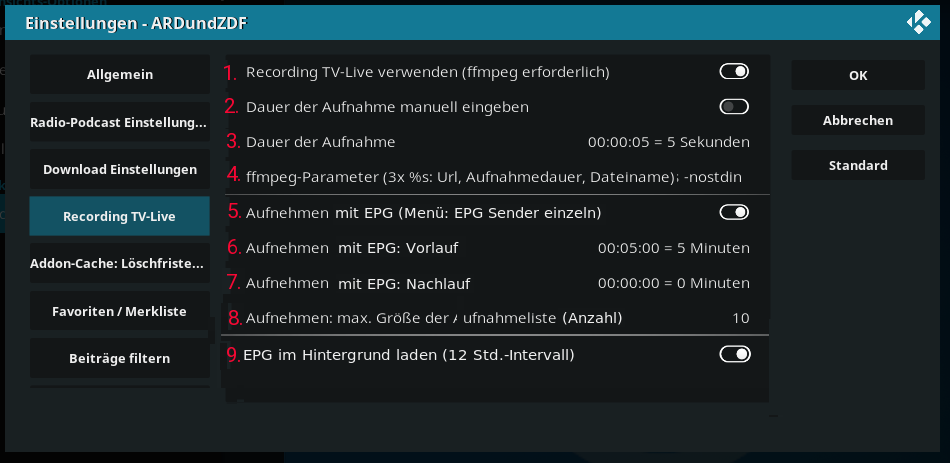 Einstellungen - ARDundZDF
Allgemein
Radio-Podcast Einstellung...
Download Einstellungen
Recording TV-Live
Addon-Cache: Löschfriste...
Favoriten / Merkliste
Beiträge filtern
1. Recording TV-Live verwenden (ffmpeg erforderlich)
2. Dauer der Aufnahme manuell eingeben
3. Dauer der Aufnahme 00:00:05 = 5 Sekunden
4. ffmpeg-Parameter (3x %s: Url, Aufnahmedauer, Dateiname); -nostdin
5. Aufnehmen mit EPG (Menü: EPG Sender einzeln)
6. Aufnehmen mit EPG: Vorlauf 00:05:00 = 5 Minuten
7. Aufnehmen mit EPG: Nachlauf 00:00:00 = 0 Minuten
8. Aufnehmen: max. Größe der Aufnahmeliste (Anzahl) 10
9. EPG im Hintergrund laden (12 Std.-Intervall)
OK
Abbrechen
Standard